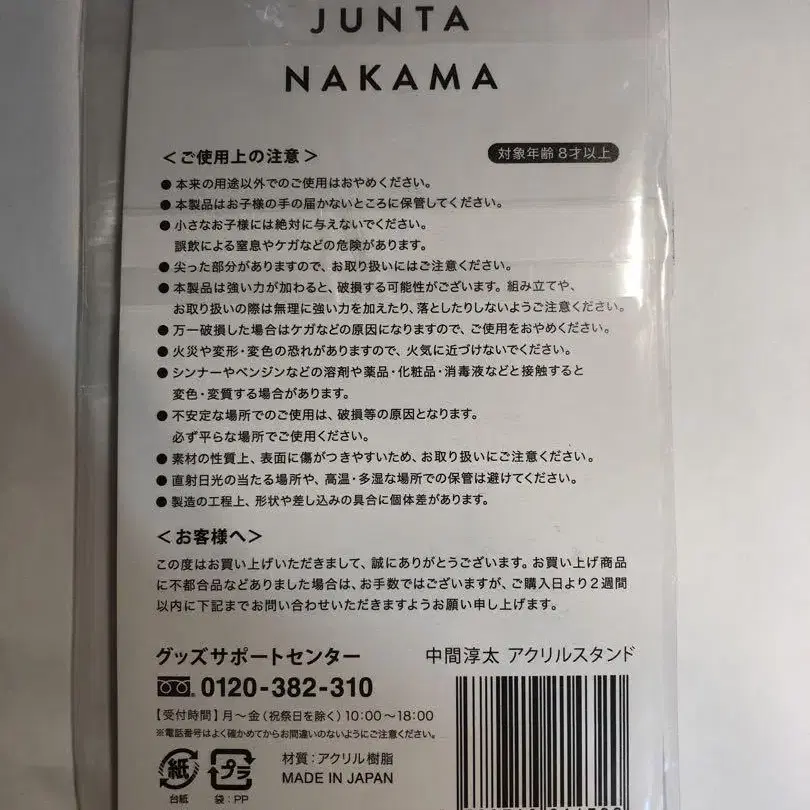 JUNTA
NAKAMA
＜ご使用上の注意＞
対象年齢 8才以上
●本来の用途以外でのご使用はおやめください。
●本製品はお子様の手の届かないところに保管してください。
●小さなお子様には絶対に与えないでください。
誤飲による窒息やケガなどの危険があります。
●尖った部分がありますので、お取り扱いにはご注意ください。
●本製品は強い力が加わると、破損する可能性がございます。組み立てや、
お取り扱いの際は無理に強い力を加えたり、落としたりしないようご注意ください。
●万一破損した場合はケガなどの原因になりますので、ご使用をおやめください。
●火災や変形・変色の恐れがありますので、火気に近づけないでください。
●シンナーやベンジンなどの溶剤や薬品・化粧品・消毒液などと接触すると
変色・変質する場合があります。
●不安定な場所でのご使用は、破損等の原因となります。
必ず平らな場所でご使用ください。
●素材の性質上、表面に傷がつきやすいため、お取り扱いにご注意ください。
●直射日光の当たる場所や、高温・多湿な場所での保管は避けてください。
●製造の工程上、形状や差し込みの具合に個体差があります。
＜お客様へ＞
この度はお買い上げいただきまして、誠にありがとうございます。お買い上げ商品
に不都合品などありました場合は、お手数ではございますが、ご購入日より2週間
以内に下記までお問い合わせいただきますようお願い申し上げます。
グッズサポートセンター
中間淳太 アクリルスタンド
0120-382-310
【受付時間】月～金（祝祭日を除く）10:00～18:00
※電話番号はよく確かめてからお間違いのないようにご注意ください。
紙
プラ
材質：アクリル樹脂
MADE IN JAPAN
台紙
袋：PP